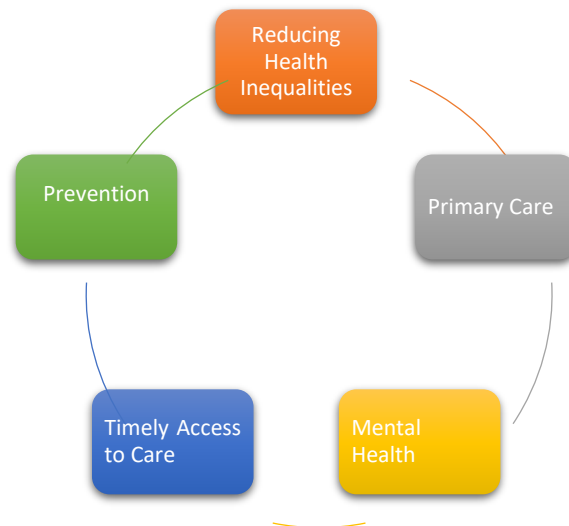 Reducing
Health
Inequalities
Prevention
Primary Care
Timely Access
to Care
Mental
Health